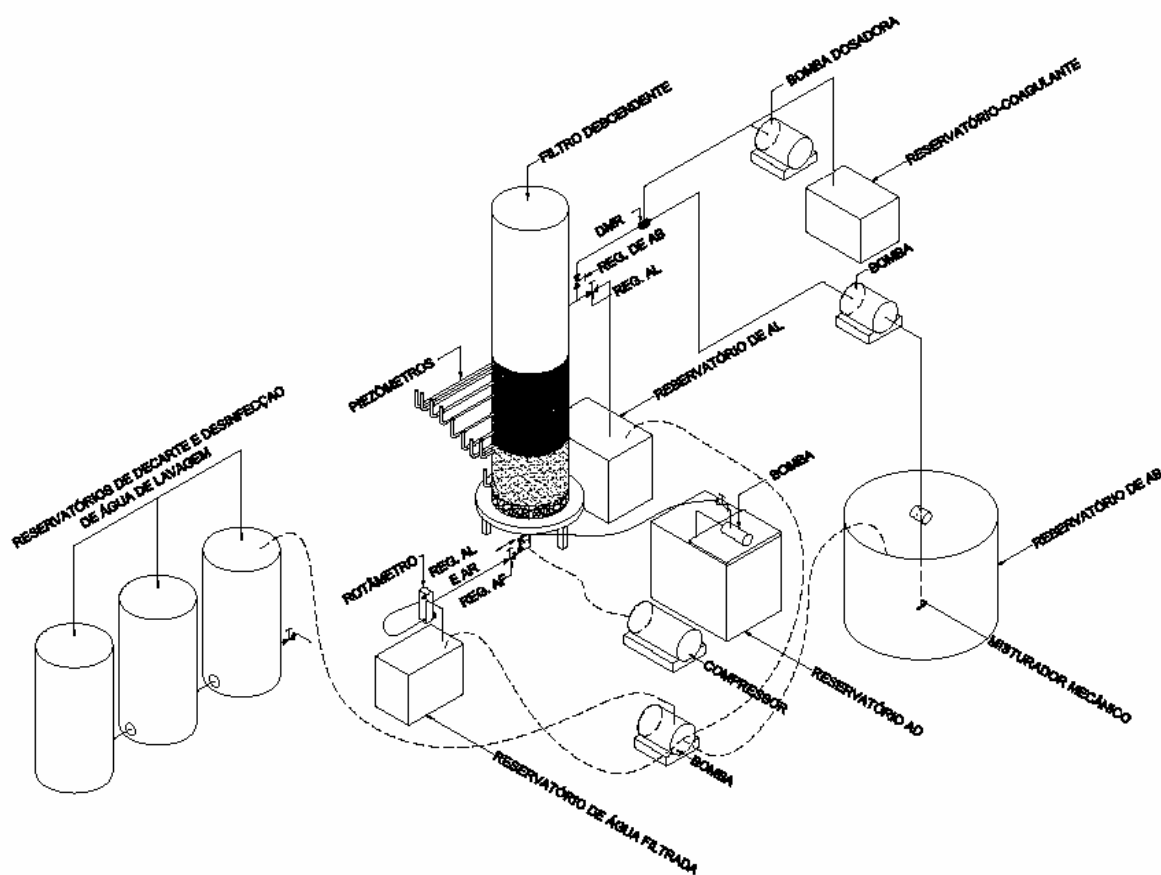 BOMBA DOSADORA
FILTRO DESCENDENTE
RESERVATÓRIO-COAGULANTE
DMR
REG. DE AB
REG. AL
BOMBA
RESERVATÓRIO DE AL
PIEZÔMETROS
RESERVATÓRIOS DE DECARTE E DESINFECÇAO
DE ÁGUA DE LAVAGEM
BOMBA
RESERVATÓRIO DE AB
ROTÂMETRO
REG. AL
E AR
REG. AF
MISTURADOR MECÂNICO
COMPRESSOR
RESERVATÓRIO AD
BOMBA
RESERVATÓRIO DE ÁGUA FILTRADA